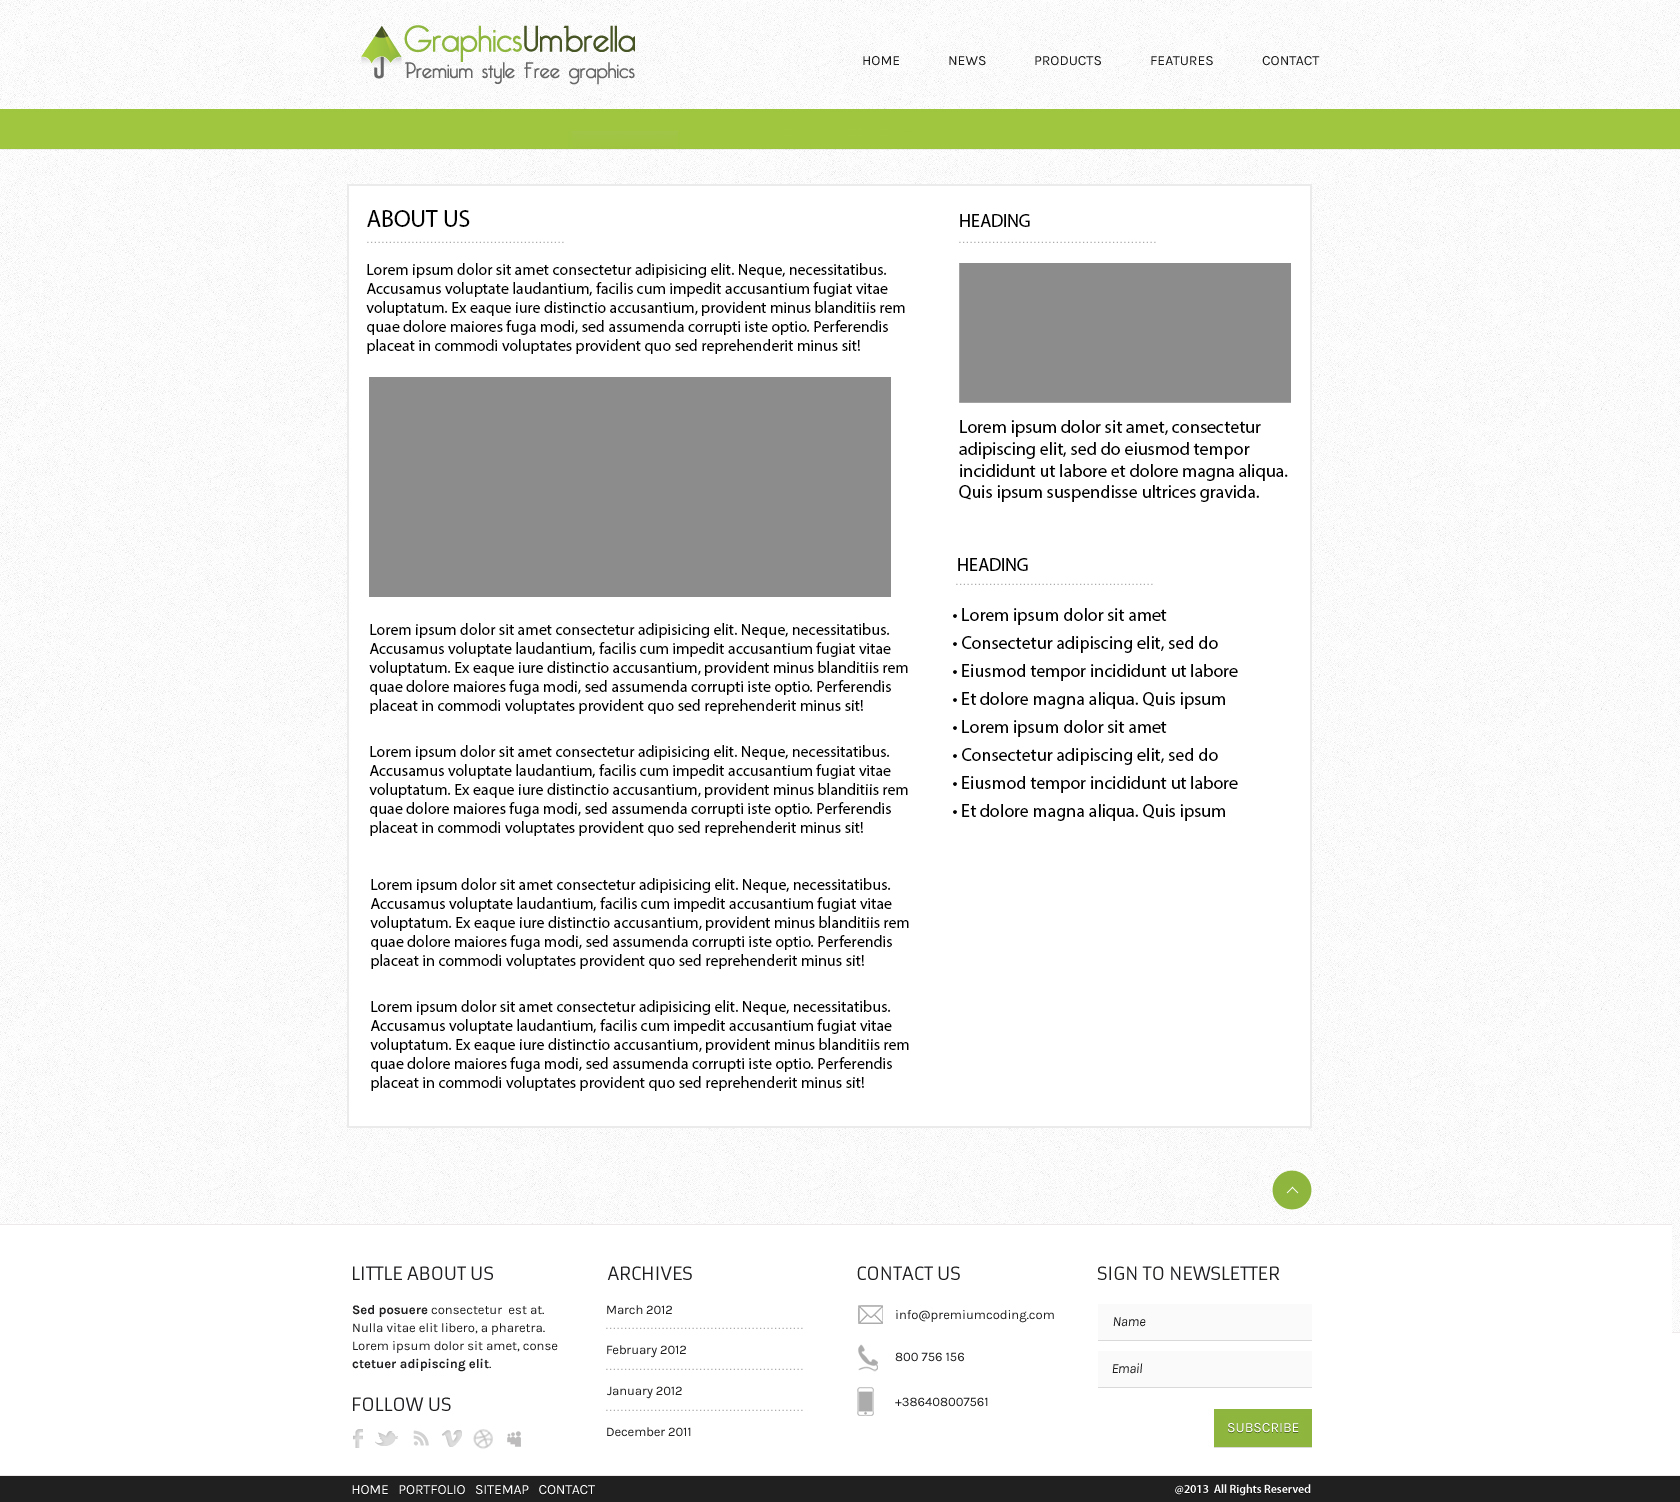 GraphicsUmbrella
Premium style Free graphics
HOME NEWS PRODUCTS FEATURES CONTACT
ABOUT US
Lorem ipsum dolor sit amet consectetur adipisicing elit. Neque, necessitatibus.
Accusamus voluptate laudantium, facilis cum impedit accusantium fugiat vitae
voluptatum. Ex eaque iure distinctio accusantium, provident minus blanditiis rem
quae dolore maiores fuga modi, sed assumenda corrupti iste optio. Perferendis
placeat in commodi voluptates provident quo sed reprehenderit minus sit!
Lorem ipsum dolor sit amet consectetur adipisicing elit. Neque, necessitatibus.
Accusamus voluptate laudantium, facilis cum impedit accusantium fugiat vitae
voluptatum. Ex eaque iure distinctio accusantium, provident minus blanditiis rem
quae dolore maiores fuga modi, sed assumenda corrupti iste optio. Perferendis
placeat in commodi voluptates provident quo sed reprehenderit minus sit!
Lorem ipsum dolor sit amet consectetur adipisicing elit. Neque, necessitatibus.
Accusamus voluptate laudantium, facilis cum impedit accusantium fugiat vitae
voluptatum. Ex eaque iure distinctio accusantium, provident minus blanditiis rem
quae dolore maiores fuga modi, sed assumenda corrupti iste optio. Perferendis
placeat in commodi voluptates provident quo sed reprehenderit minus sit!
Lorem ipsum dolor sit amet consectetur adipisicing elit. Neque, necessitatibus.
Accusamus voluptate laudantium, facilis cum impedit accusantium fugiat vitae
voluptatum. Ex eaque iure distinctio accusantium, provident minus blanditiis rem
quae dolore maiores fuga modi, sed assumenda corrupti iste optio. Perferendis
placeat in commodi voluptates provident quo sed reprehenderit minus sit!
Lorem ipsum dolor sit amet consectetur adipisicing elit. Neque, necessitatibus.
Accusamus voluptate laudantium, facilis cum impedit accusantium fugiat vitae
voluptatum. Ex eaque iure distinctio accusantium, provident minus blanditiis rem
quae dolore maiores fuga modi, sed assumenda corrupti iste optio. Perferendis
placeat in commodi voluptates provident quo sed reprehenderit minus sit!
HEADING
Lorem ipsum dolor sit amet, consectetur
adipiscing elit, sed do eiusmod tempor
incididunt ut labore et dolore magna aliqua.
Quis ipsum suspendisse ultrices gravida.
HEADING
• Lorem ipsum dolor sit amet
• Consectetur adipiscing elit, sed do
• Eiusmod tempor incididunt ut labore
• Et dolore magna aliqua. Quis ipsum
• Lorem ipsum dolor sit amet
• Consectetur adipiscing elit, sed do
• Eiusmod tempor incididunt ut labore
• Et dolore magna aliqua. Quis ipsum
LITTLE ABOUT US
Sed posuere consectetur est at.
Nulla vitae elit libero, a pharetra.
Lorem ipsum dolor sit amet, conse
ctetuer adipiscing elit.
FOLLOW US
ARCHIVES
March 2012
February 2012
January 2012
December 2011
CONTACT US
info@premiumcoding.com
800 756 156
+386408007561
SIGN TO NEWSLETTER
Name
Email
SUBSCRIBE
HOME PORTFOLIO SITEMAP CONTACT
@2013 All Rights Reserved